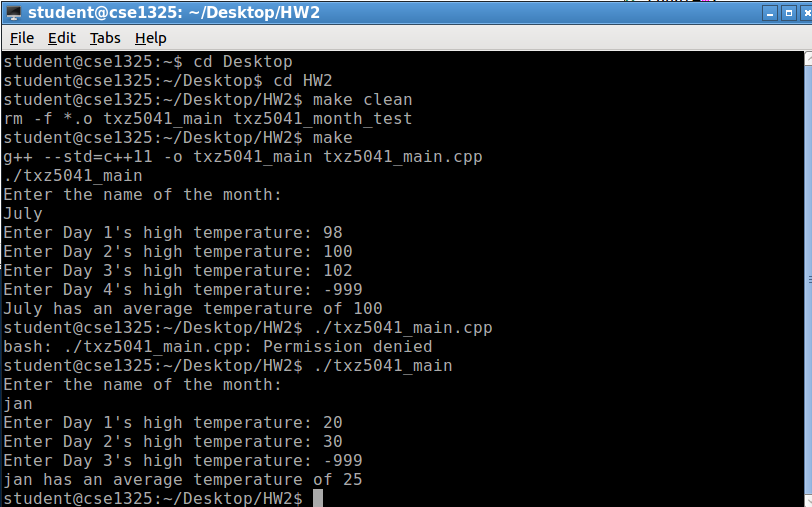 student@cse1325: ~/Desktop/HW2
File Edit Tabs Help
student@cse1325:~$ cd Desktop
student@cse1325:~/Desktop$ cd HW2
student@cse1325:~/Desktop/HW2$ make clean
rm -f *.o txz5041_main txz5041_month_test
student@cse1325:~/Desktop/HW2$ make
g++ --std=c++11 -o txz5041_main txz5041_main.cpp
./txz5041_main
Enter the name of the month:
July
Enter Day 1's high temperature: 98
Enter Day 2's high temperature: 100
Enter Day 3's high temperature: 102
Enter Day 4's high temperature: -999
July has an average temperature of 100
student@cse1325:~/Desktop/HW2$ ./txz5041_main.cpp
bash: ./txz5041_main.cpp: Permission denied
student@cse1325:~/Desktop/HW2$ ./txz5041_main
Enter the name of the month:
jan
Enter Day 1's high temperature: 20
Enter Day 2's high temperature: 30
Enter Day 3's high temperature: -999
jan has an average temperature of 25
student@cse1325:~/Desktop/HW2$